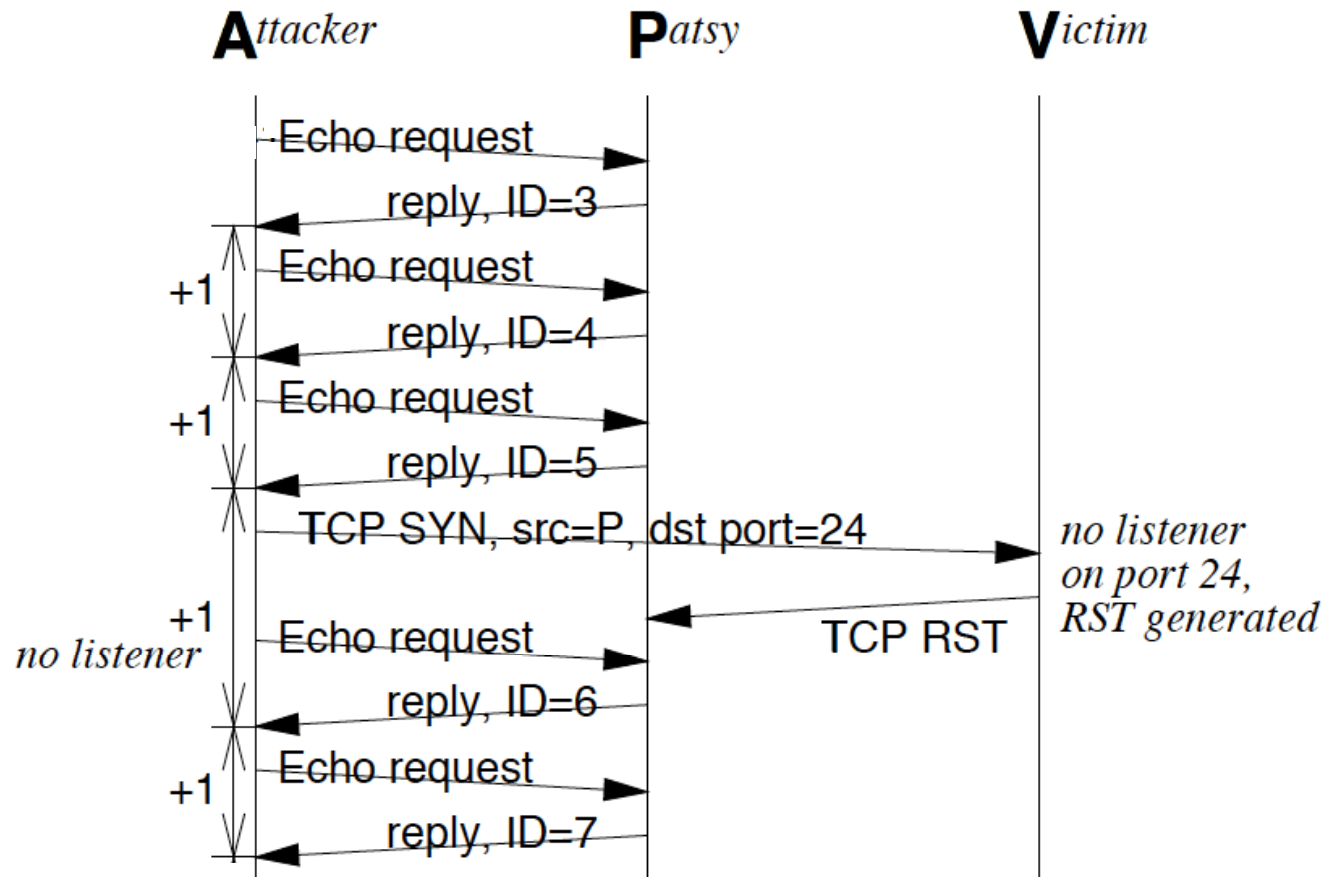 Attacker
Patsy
Victim
Echo request
reply, ID=3
Echo request
+1
reply, ID=4
Echo request
+1
reply, ID=5
TCP SYN, src=P, dst port=24
no listener
on port 24,
RST generated
+1
no listener
Echo request
TCP RST
reply, ID=6
Echo request
+1
reply, ID=7